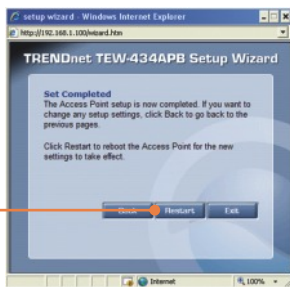 setup wizard - Windows Internet Explorer
http://192.168.1.100/wizard.htm
TRENDnet TEW-434APB Setup Wizard
Set Completed
The Access Point setup is now completed. If you want to
change any setup settings, click Back to go back to the
previous pages.
Click Restart to reboot the Access Point for the new
settings to take effect.
Back Restart Exit
Internet 100%